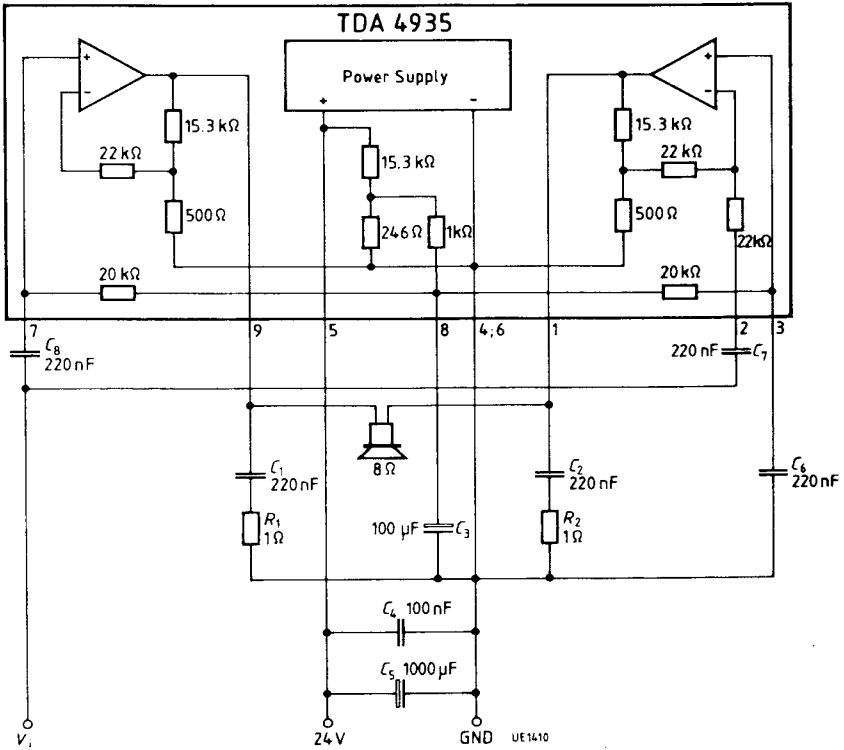 TDA 4935
Power Supply
+
-
+
-
+
-
15.3 kΩ
22 kΩ
500 Ω
15.3 kΩ
246 Ω
1kΩ
15.3 kΩ
22 kΩ
500 Ω
22kΩ
20 kΩ
20 kΩ
7
9
5
8
4;6
1
2
3
C8
220 nF
220 nF
C7
8Ω
C1
220 nF
C2
220 nF
C6
220 nF
R1
1Ω
100 µF
C3
R2
1Ω
C4 100 nF
C5 1000 µF
Vi
24V
GND
UE1410